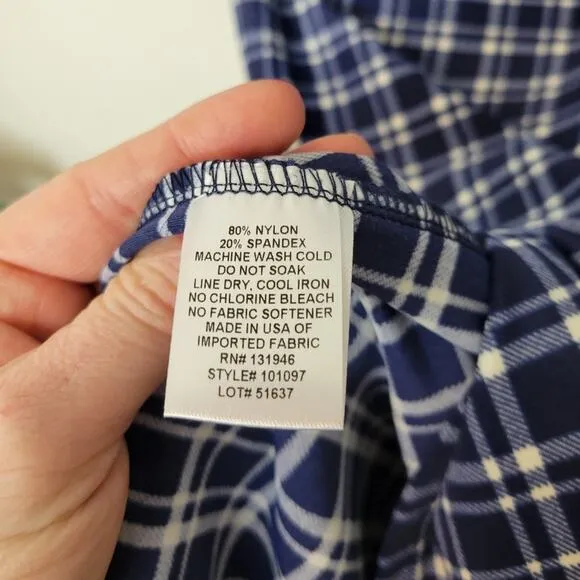 80% NYLON
20% SPANDEX
MACHINE WASH COLD
DO NOT SOAK
LINE DRY, COOL IRON
NO CHLORINE BLEACH
NO FABRIC SOFTENER
MADE IN USA OF
IMPORTED FABRIC
RN# 131946
STYLE# 101097
LOT# 51637